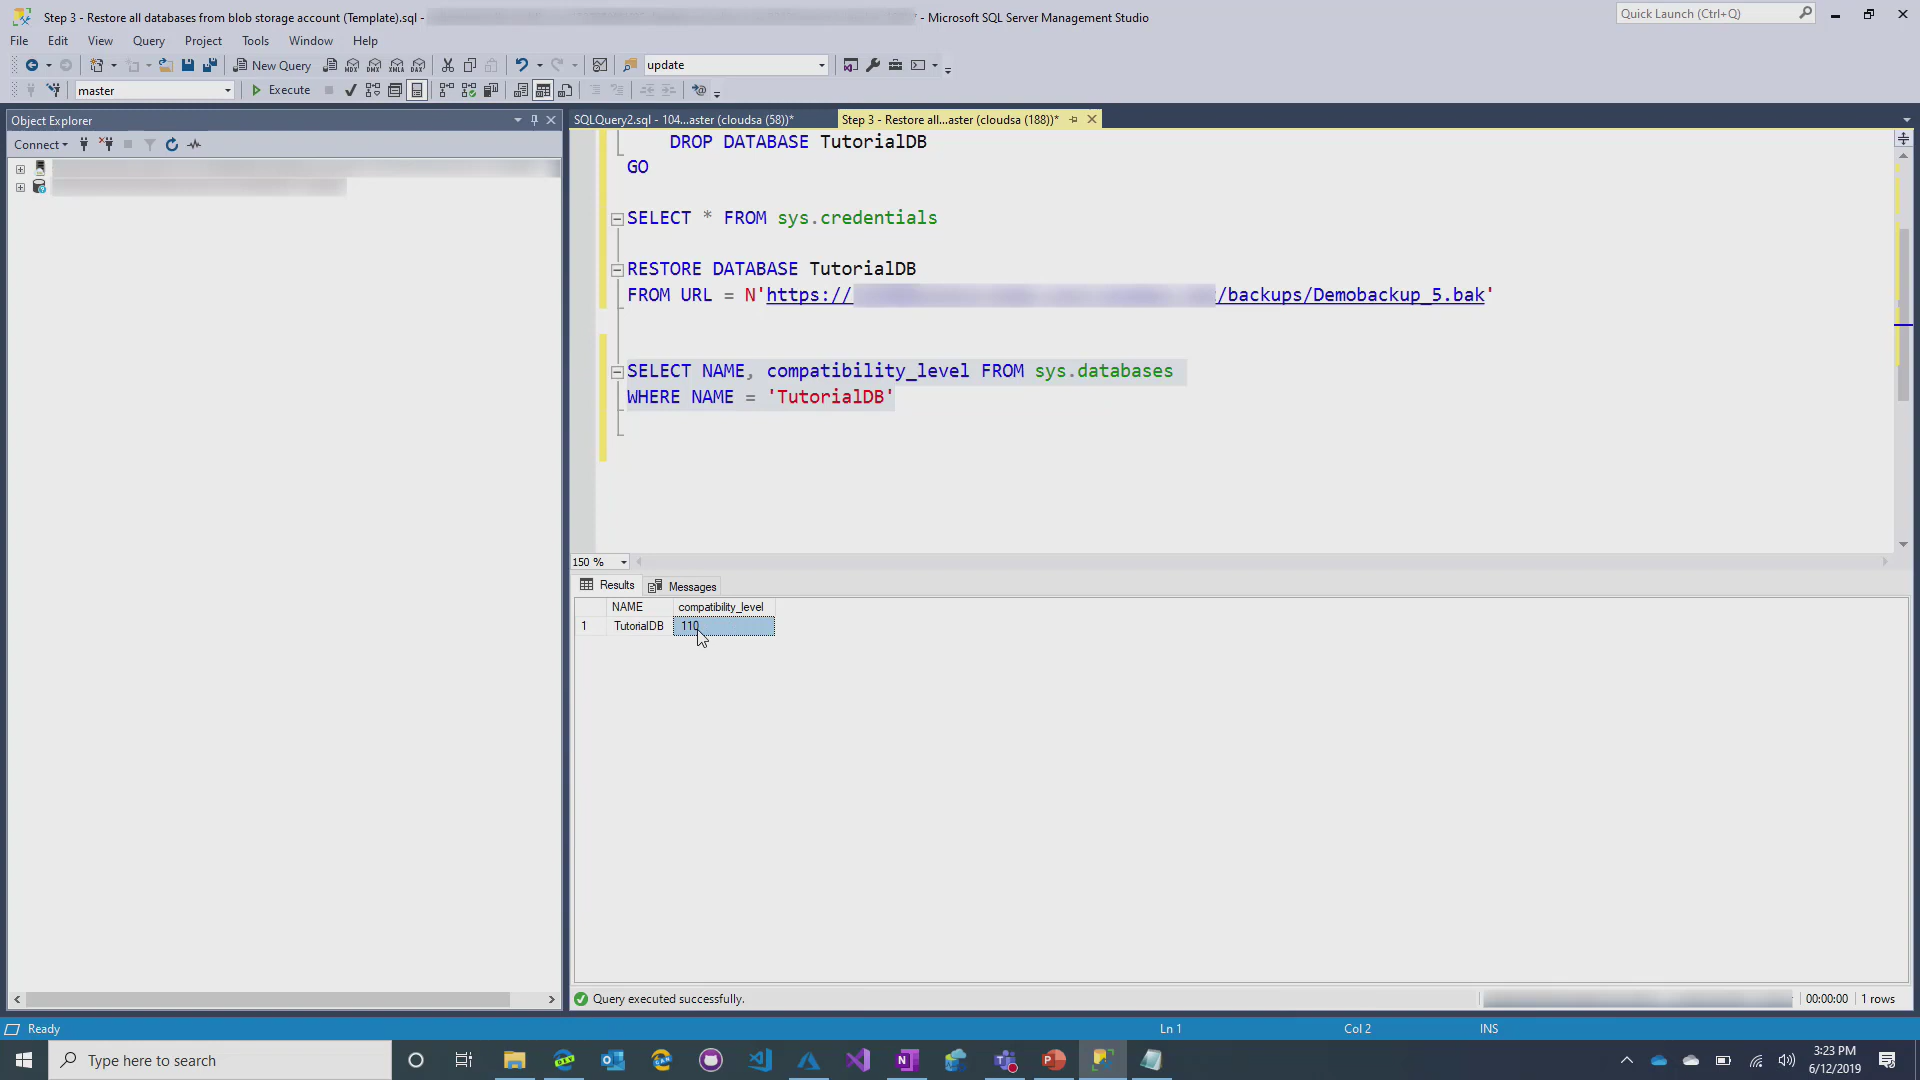 Step 3 - Restore all databases from blob storage account (Template).sql -
- Microsoft SQL Server Management Studio
Quick Launch (Ctrl+Q)
File Edit View Query Project Tools Window Help
New Query
MDX
DMX
XMLA
DAX
update
master
Execute
Object Explorer
Connect
SQLQuery2.sql - 104...aster (cloudsa (58))*
Step 3 - Restore all...aster (cloudsa (188))*
DROP DATABASE TutorialDB
GO
SELECT * FROM sys.credentials
RESTORE DATABASE TutorialDB
FROM URL = N'https:// /backups/Demobackup_5.bak'
SELECT NAME, compatibility_level FROM sys.databases
WHERE NAME = 'TutorialDB'
150 %
Results Messages
NAME compatibility_level
1 TutorialDB 110
Query executed successfully.
00:00:00 1 rows
Ready
Ln 1 Col 2 INS
Type here to search
3:23 PM
6/12/2019